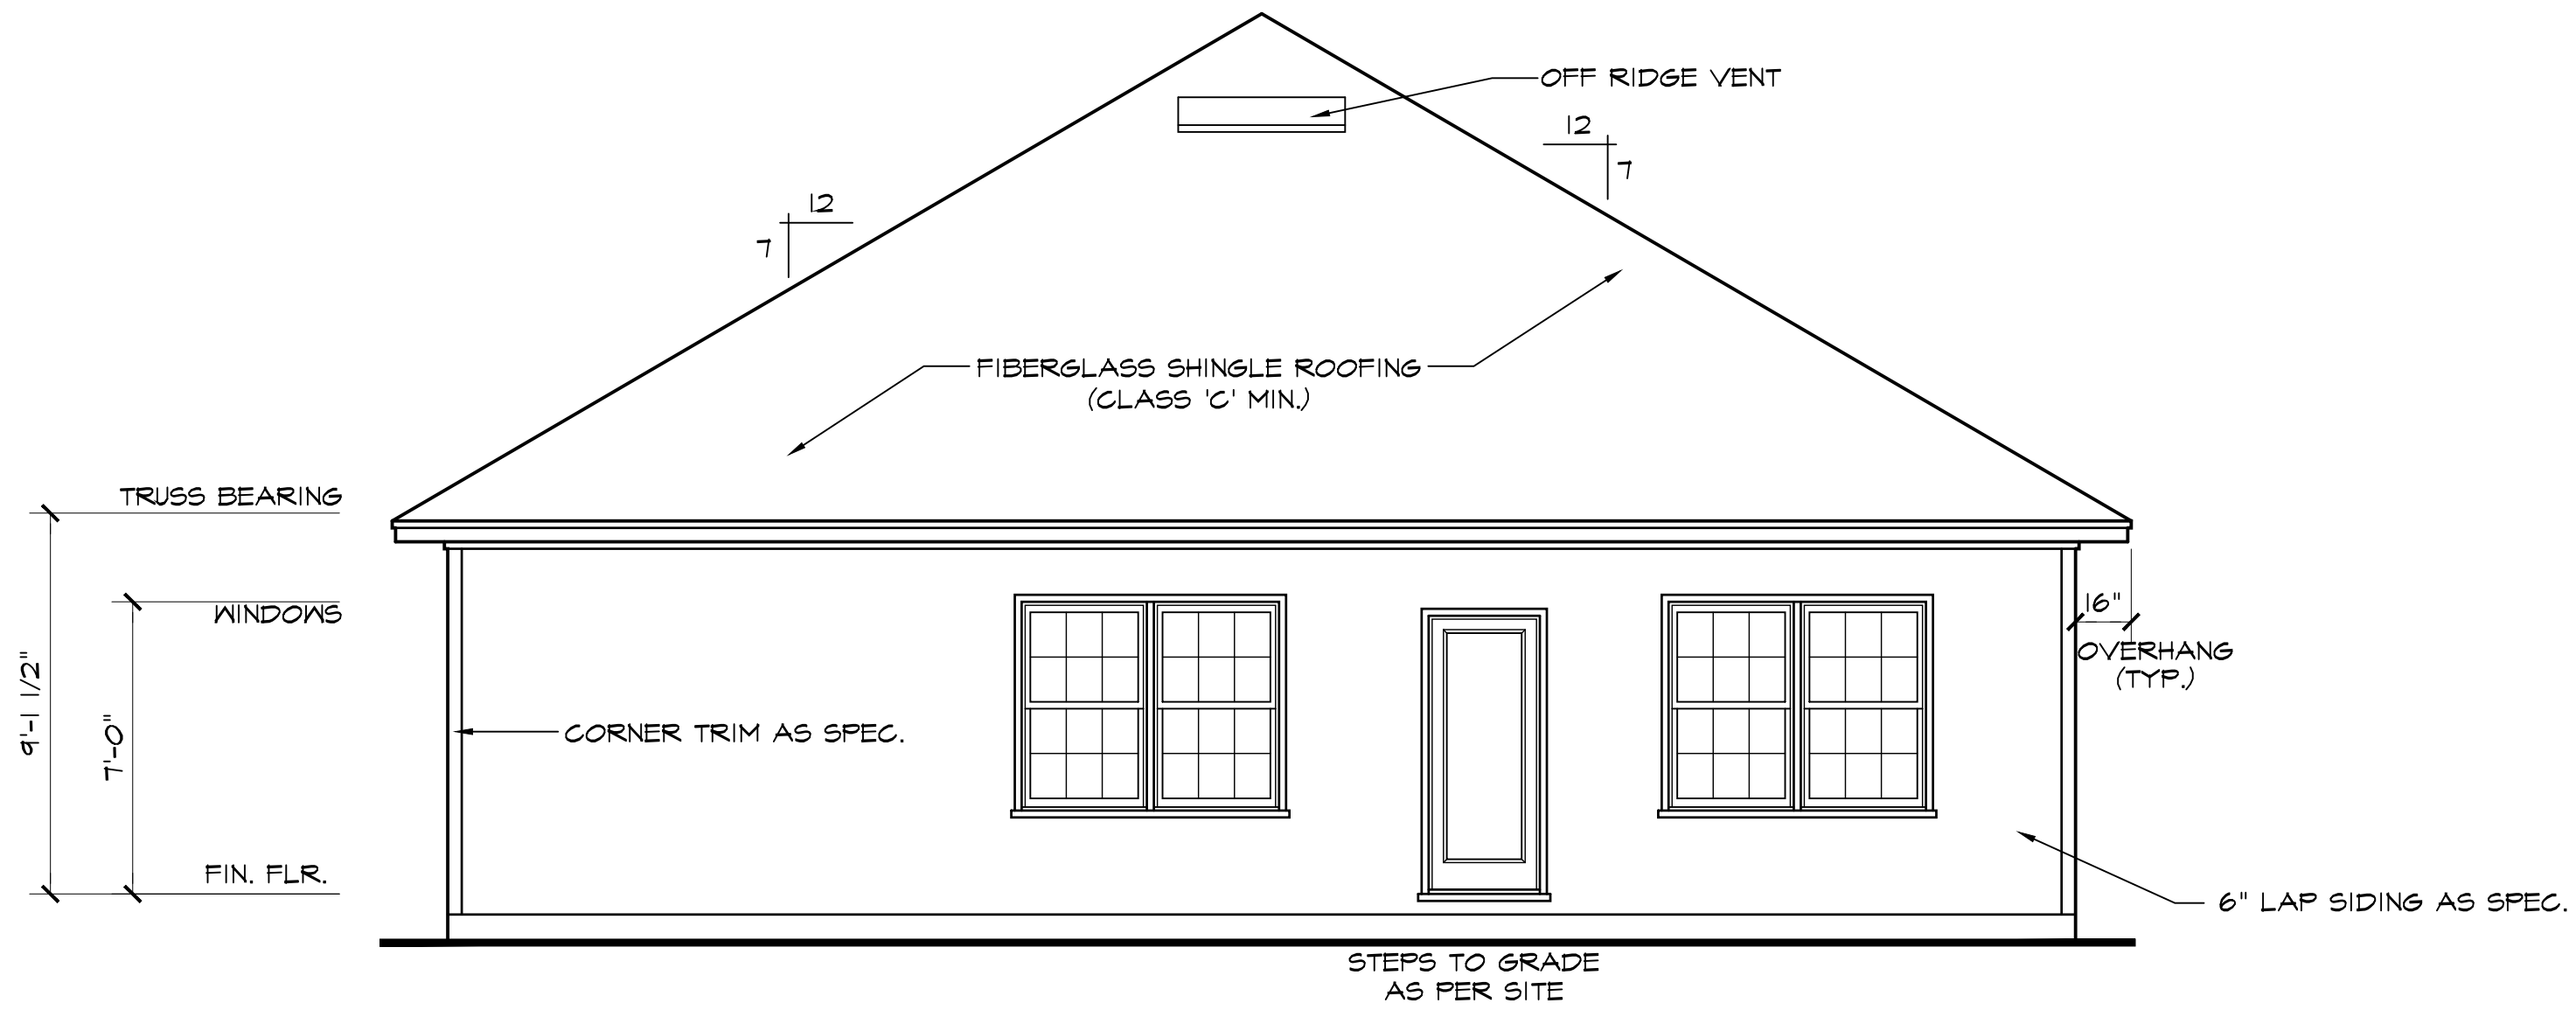 OFF RIDGE VENT
12
7
12
7
FIBERGLASS SHINGLE ROOFING
(CLASS 'C' MIN.)
TRUSS BEARING
WINDOWS
9'-1 1/2"
7'-0"
FIN. FLR.
CORNER TRIM AS SPEC.
16"
OVERHANG
(TYP.)
6" LAP SIDING AS SPEC.
STEPS TO GRADE
AS PER SITE